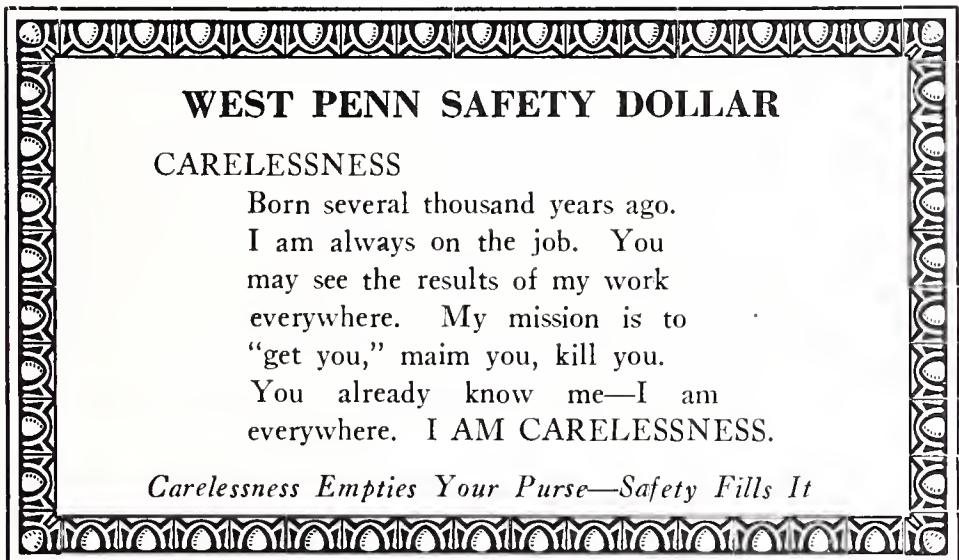 WEST PENN SAFETY DOLLAR
CARELESSNESS
Born several thousand years ago.
I am always on the job. You
may see the results of my work
everywhere. My mission is to
“get you,” maim you, kill you.
You already know me—I am
everywhere. I AM CARELESSNESS.
Carelessness Empties Your Purse—Safety Fills It